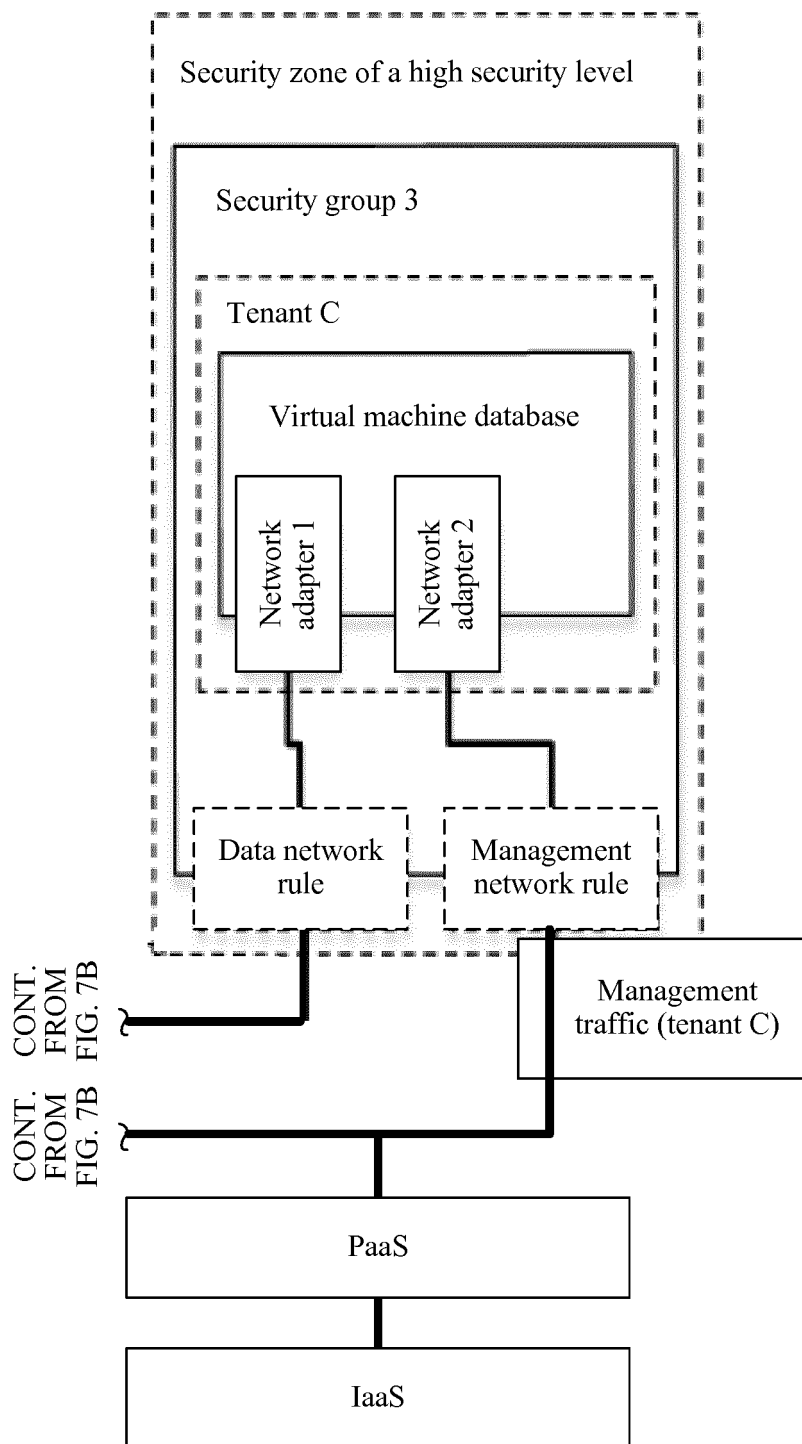 Security zone of a high security level
Security group 3
Tenant C
Virtual machine database
Network
adapter 1
Network
adapter 2
Data network
rule
Management
network rule
CONT.
FROM
FIG. 7B
Management
traffic (tenant C)
CONT.
FROM
FIG. 7B
PaaS
IaaS